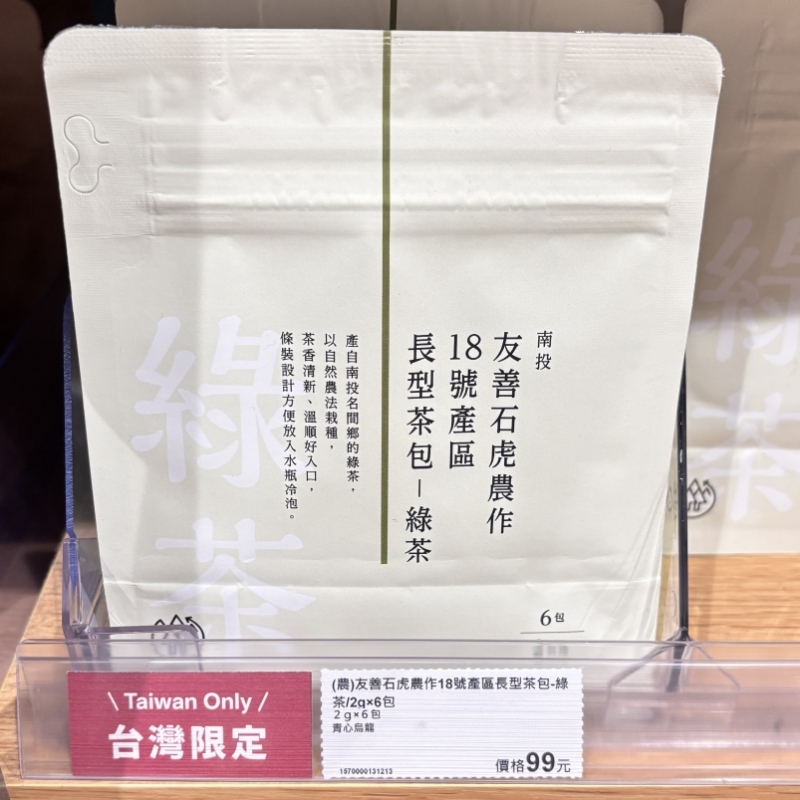 南投
友善石虎農作
18號產區
長型茶包–綠茶
產自南投名間鄉的綠茶，
以自然農法栽種，
茶香清新、溫順好入口，
條裝設計方便放入水瓶冷泡。
綠茶
6包
\ Taiwan Only /
台灣限定
(農)友善石虎農作18號產區長型茶包-綠
茶/2g×6包
2g×6包
青心烏龍
1570000131213
價格99元
綠茶